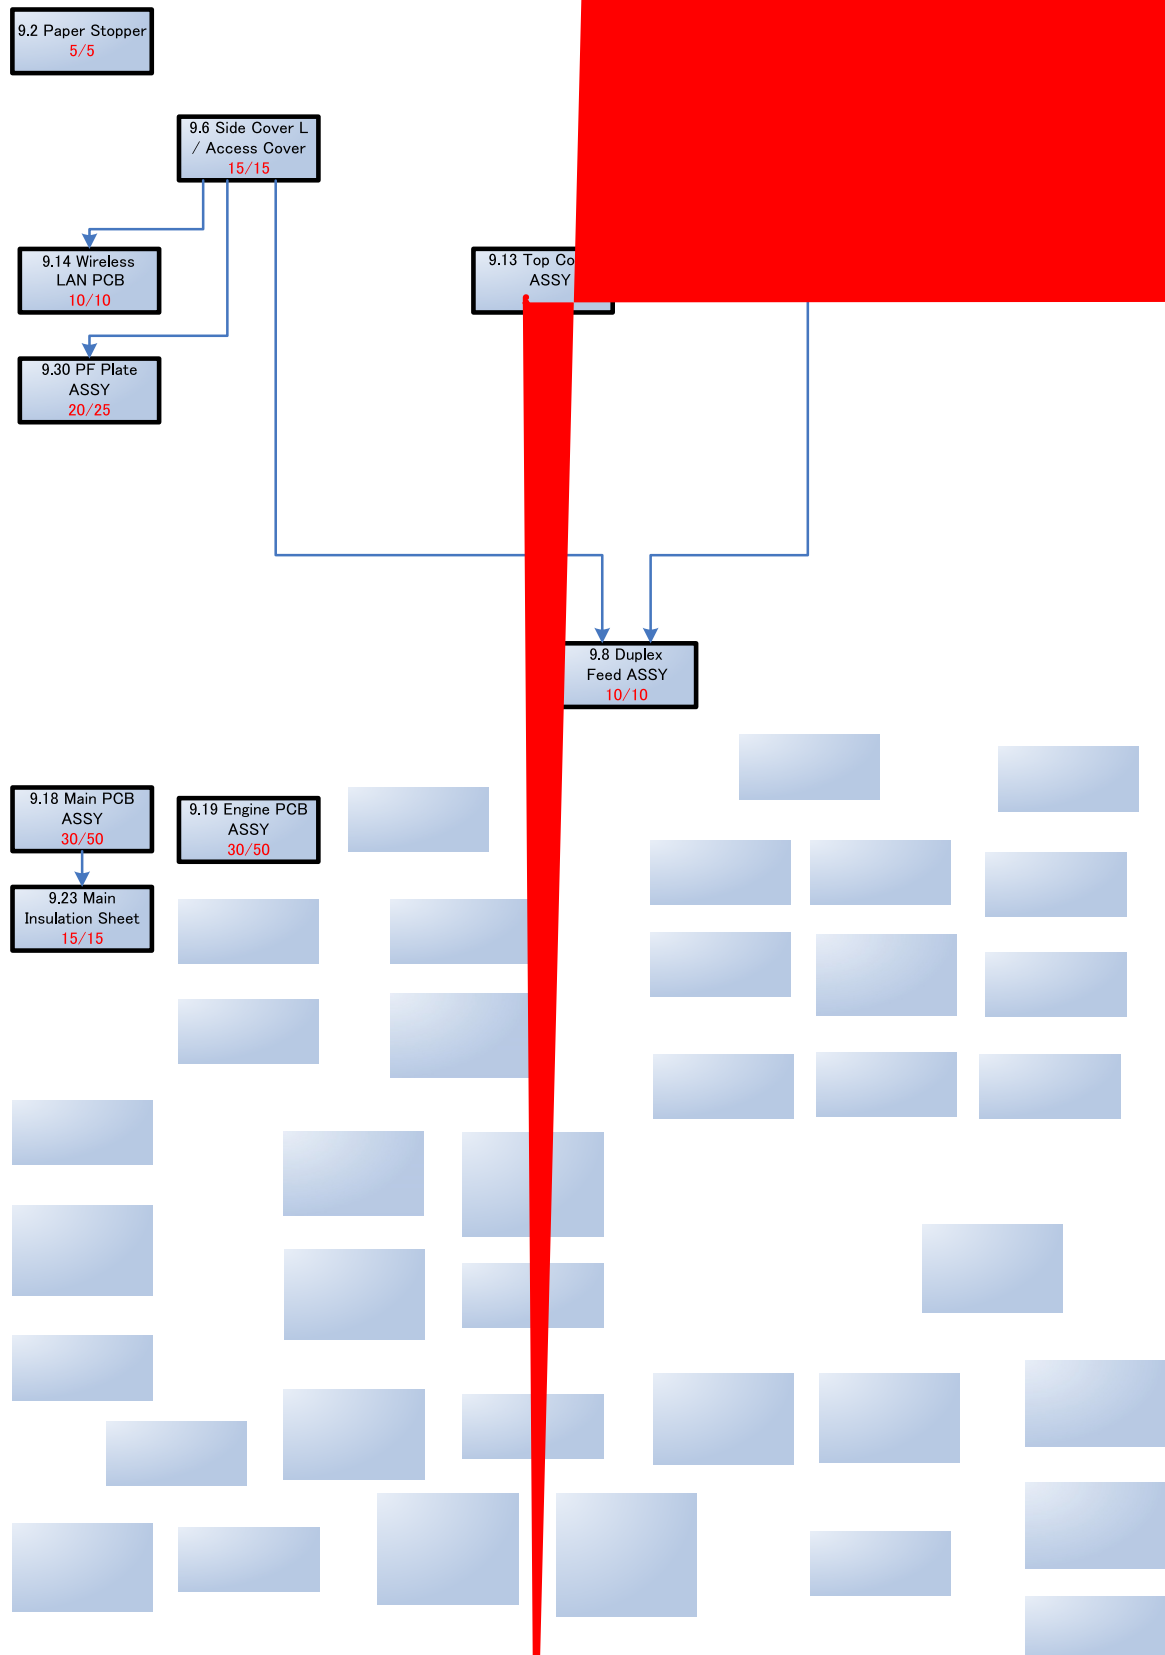 9.2 Paper Stopper
5/5
9.6 Side Cover L
/ Access Cover
15/15
9.14 Wireless
LAN PCB
10/10
9.13 Top Co
ASSY
9.30 PF Plate
ASSY
20/25
9.8 Duplex
Feed ASSY
10/10
9.18 Main PCB
ASSY
30/50
9.19 Engine PCB
ASSY
30/50
9.23 Main
Insulation Sheet
15/15